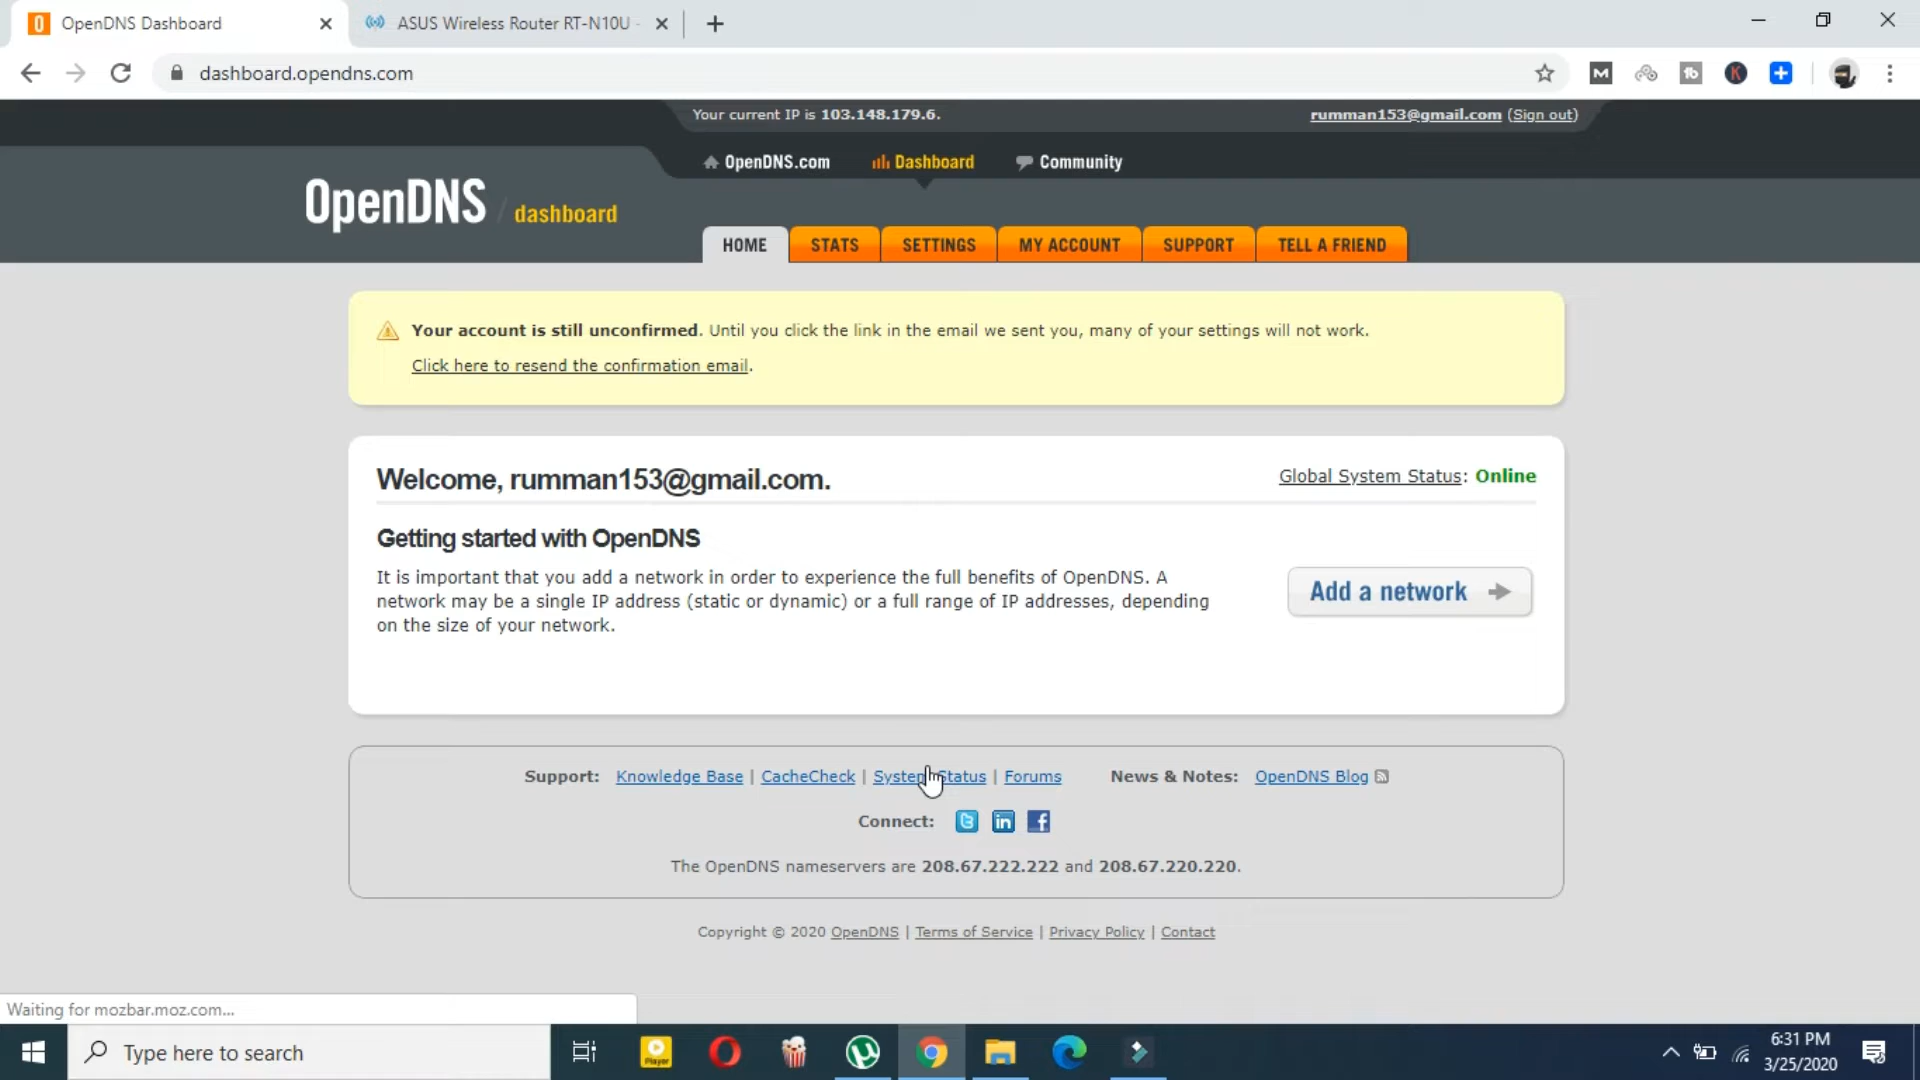 OpenDNS Dashboard
ASUS Wireless Router RT-N10U -
dashboard.opendns.com
Your current IP is 103.148.179.6.
rumman153@gmail.com (Sign out)
OpenDNS.com
Dashboard
Community
OpenDNS / dashboard
HOME
STATS
SETTINGS
MY ACCOUNT
SUPPORT
TELL A FRIEND
Your account is still unconfirmed. Until you click the link in the email we sent you, many of your settings will not work.
Click here to resend the confirmation email.
Welcome, rumman153@gmail.com.
Global System Status: Online
Getting started with OpenDNS
It is important that you add a network in order to experience the full benefits of OpenDNS. A
network may be a single IP address (static or dynamic) or a full range of IP addresses, depending
on the size of your network.
Add a network
Support: Knowledge Base | CacheCheck | System Status | Forums
News & Notes: OpenDNS Blog
Connect:
The OpenDNS nameservers are 208.67.222.222 and 208.67.220.220.
Copyright © 2020 OpenDNS | Terms of Service | Privacy Policy | Contact
Waiting for mozbar.moz.com...
Type here to search
Player
6:31 PM
3/25/2020